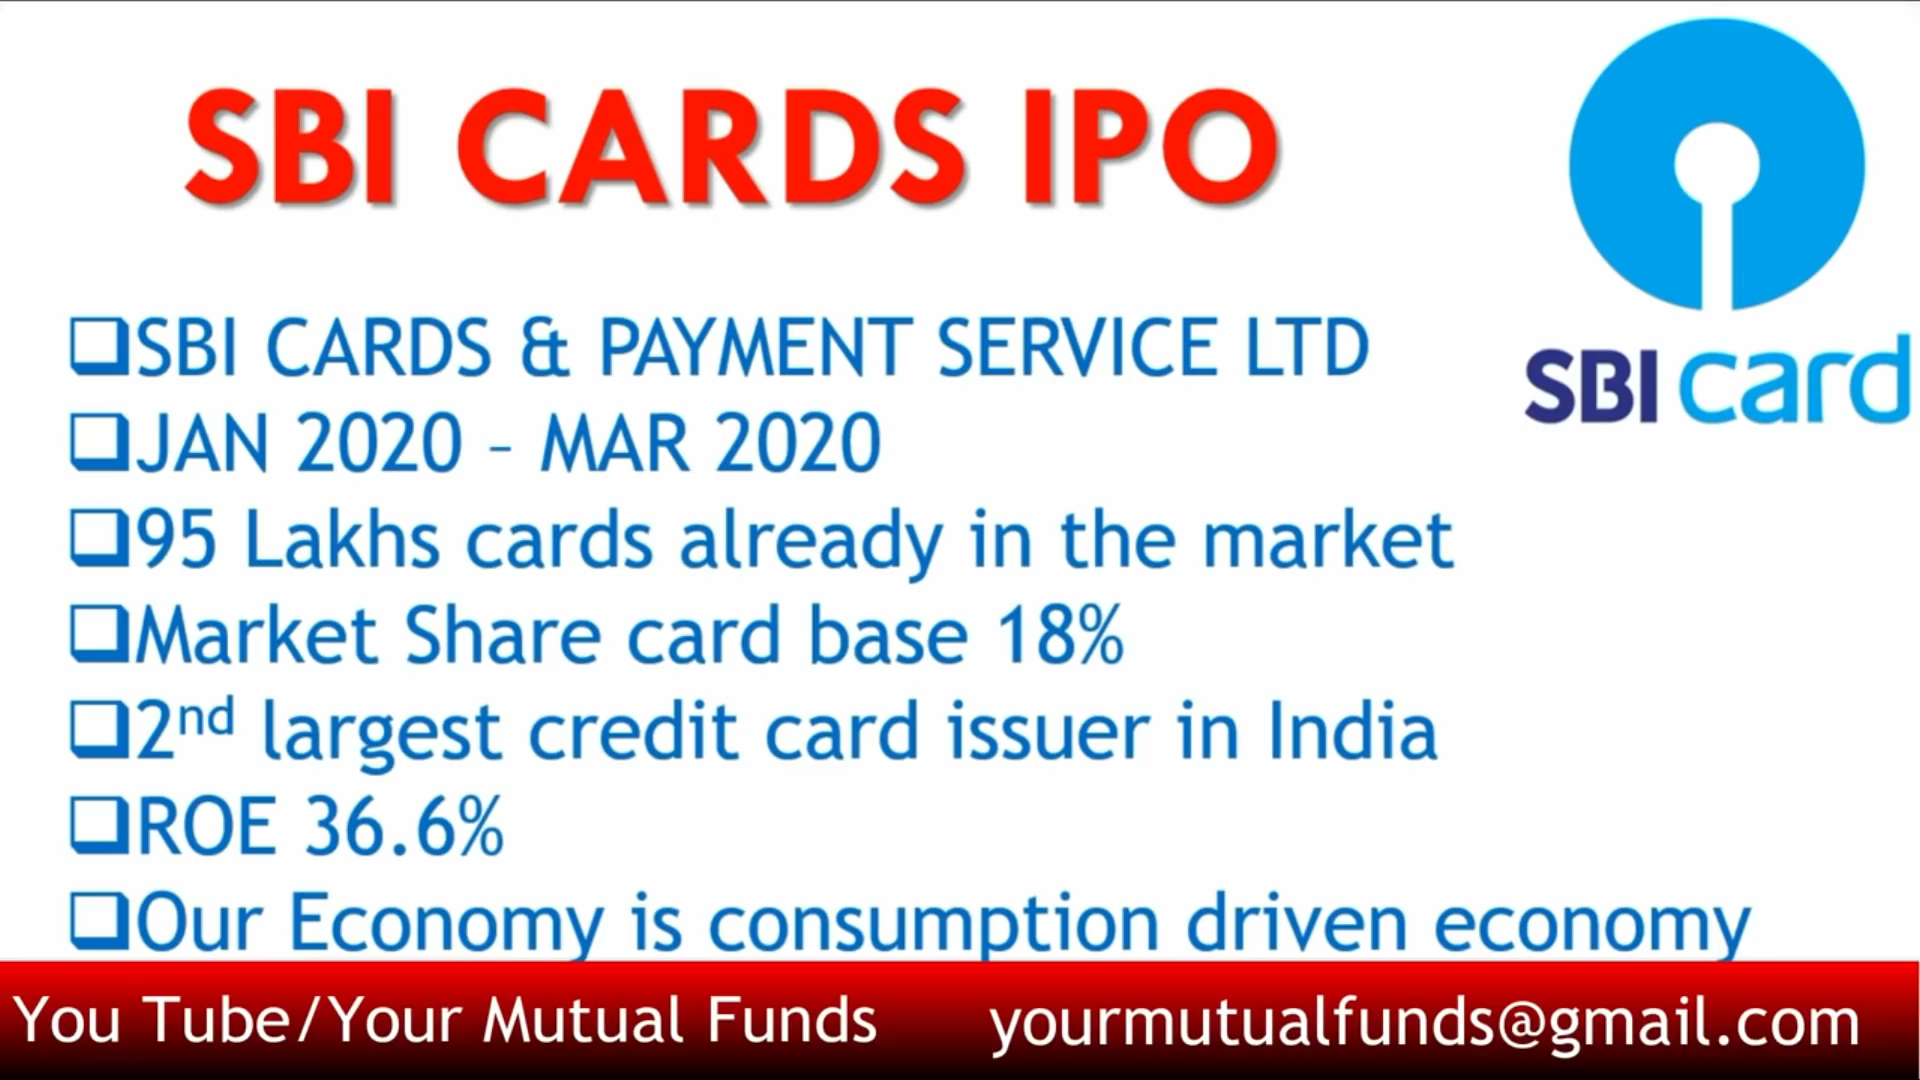 SBI CARDS IPO
SBI card
❑SBI CARDS & PAYMENT SERVICE LTD
❑JAN 2020 – MAR 2020
❑95 Lakhs cards already in the market
❑Market Share card base 18%
❑2nd largest credit card issuer in India
❑ROE 36.6%
❑Our Economy is consumption driven economy
You Tube/Your Mutual Funds yourmutualfunds@gmail.com